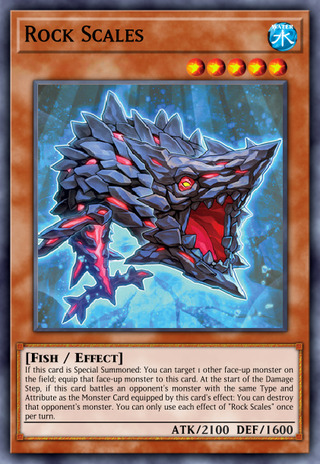 Rock Scales
WATER
水
[Fish / Effect]
If this card is Special Summoned: You can target 1 other face-up monster on
the field; equip that face-up monster to this card. At the start of the Damage
Step, if this card battles an opponent's monster with the same Type and
Attribute as the Monster Card equipped by this card's effect: You can destroy
that opponent's monster. You can only use each effect of "Rock Scales" once
per turn.
ATK/2100 DEF/1600